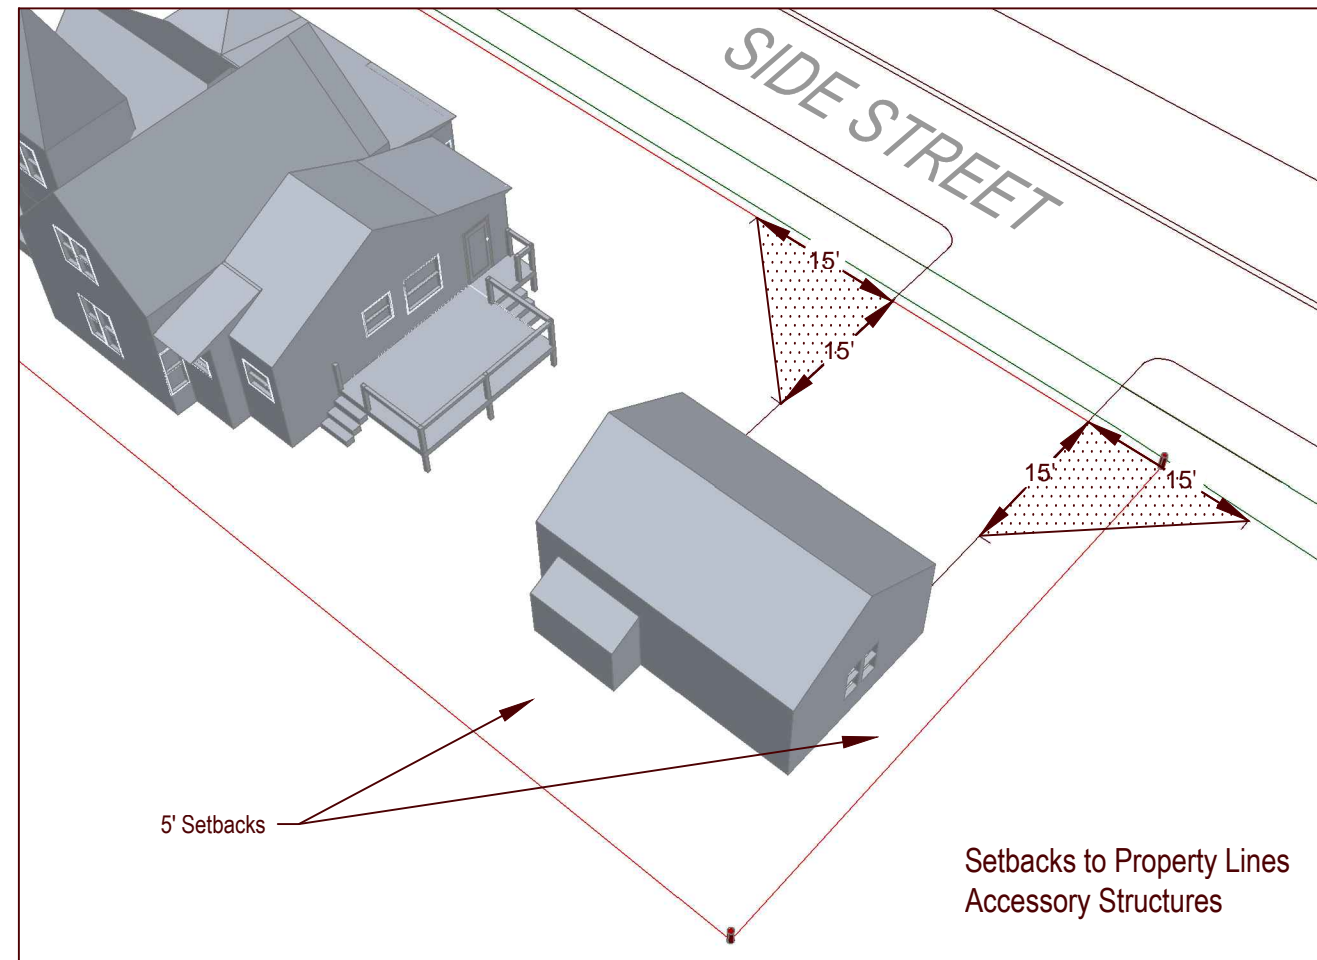 SIDE STREET
15'
15'
15'
15'
5' Setbacks
Setbacks to Property Lines
Accessory Structures